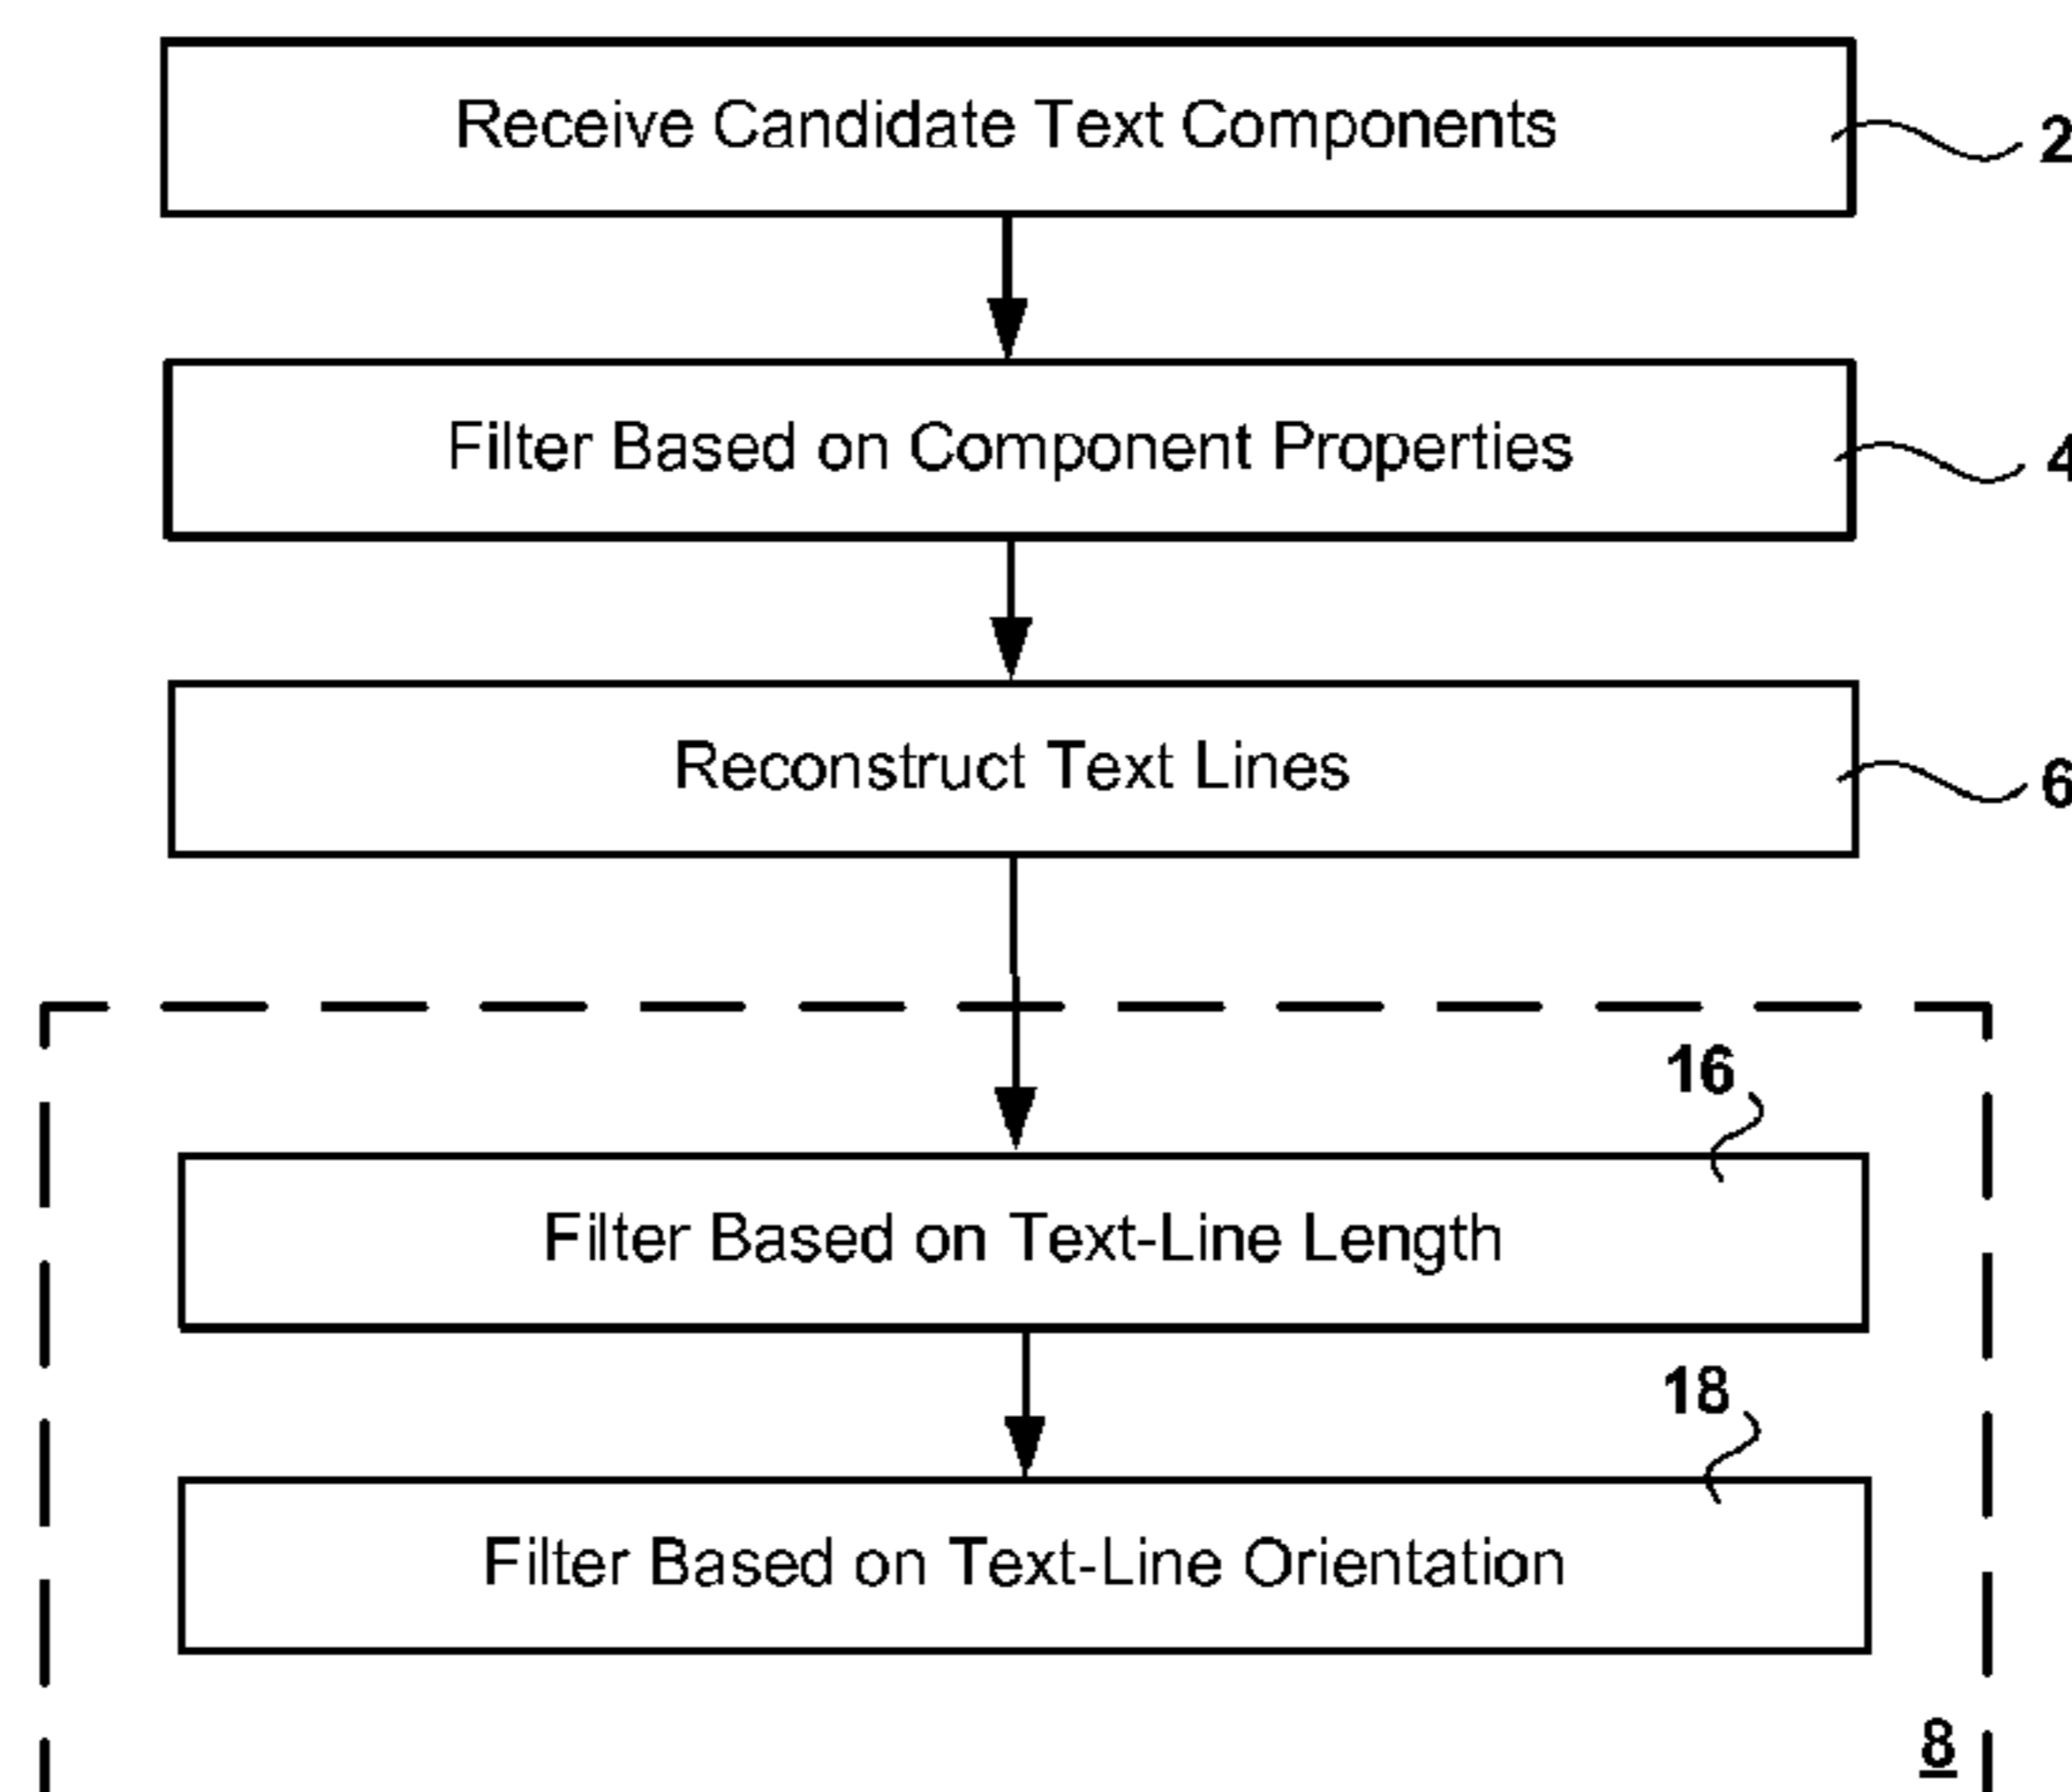 Receive Candidate Text Components
2
Filter Based on Component Properties
4
Reconstruct Text Lines
6
16
Filter Based on Text-Line Length
18
Filter Based on Text-Line Orientation
8